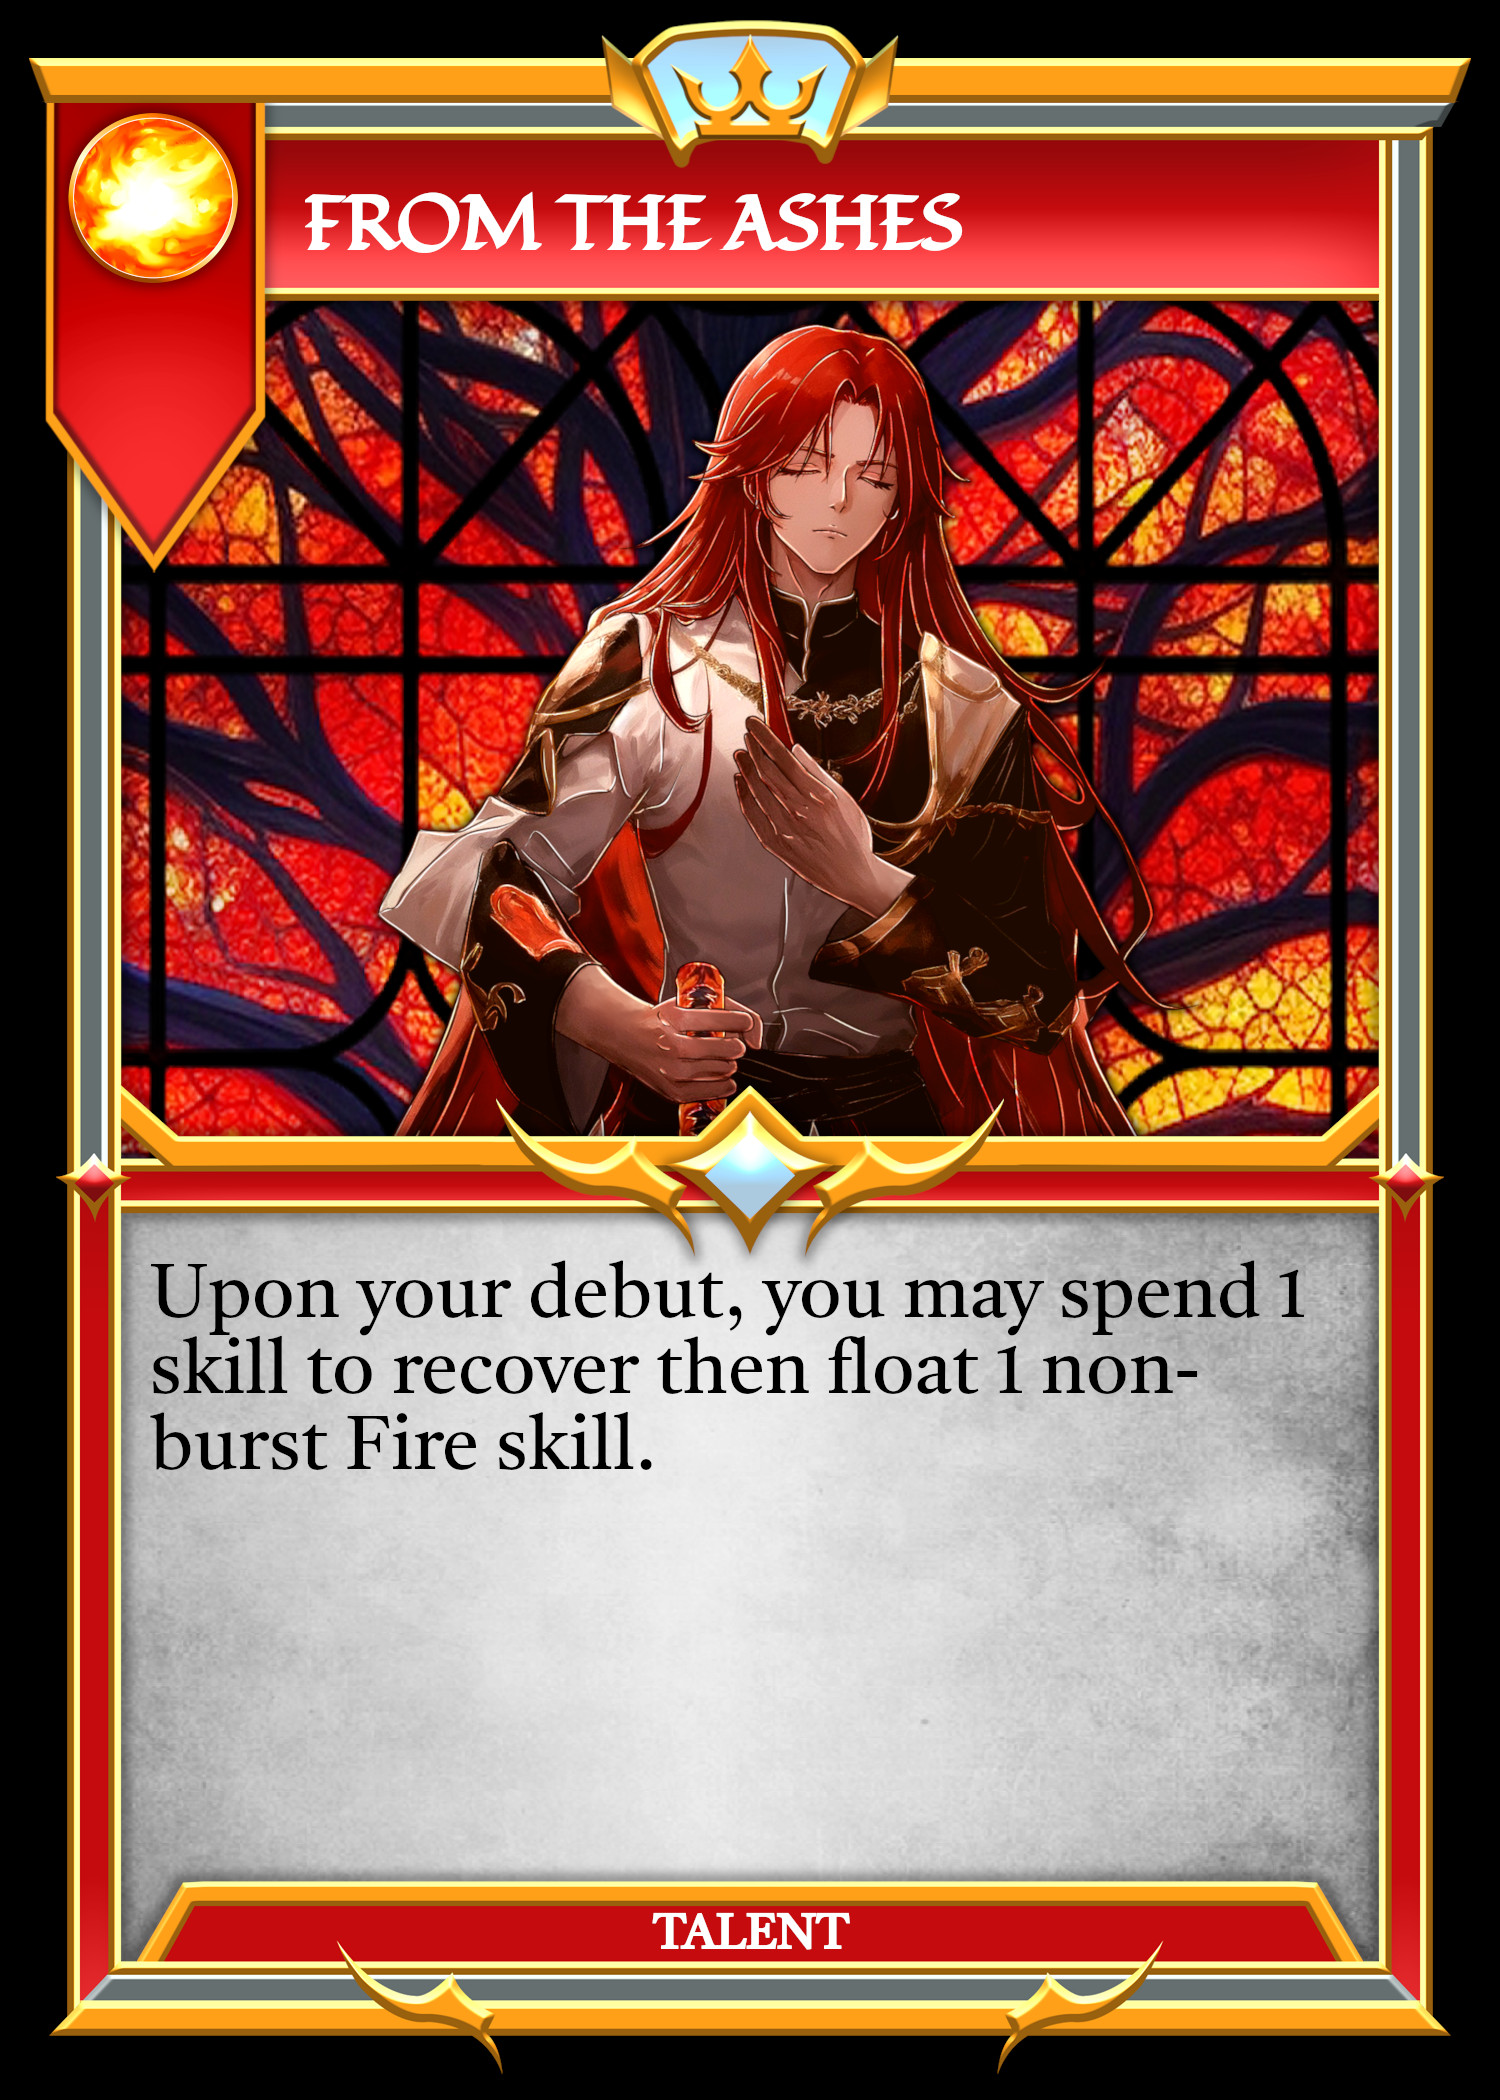 FROM THE ASHES
Upon your debut, you may spend 1
skill to recover then float 1 non-
burst Fire skill.
TALENT